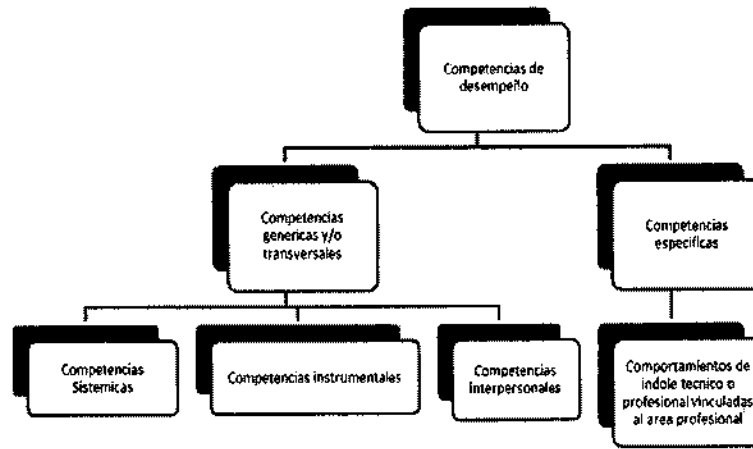 Competencias de
desempeño
Competencias
genericas y/o
transversales
Competencias
especificas
Competencias
Sistemicas
Competencias instrumentales
Competencias
interpersonales
Comportamientos de
indole tecnico o
profesional vinculadas
al area profesional